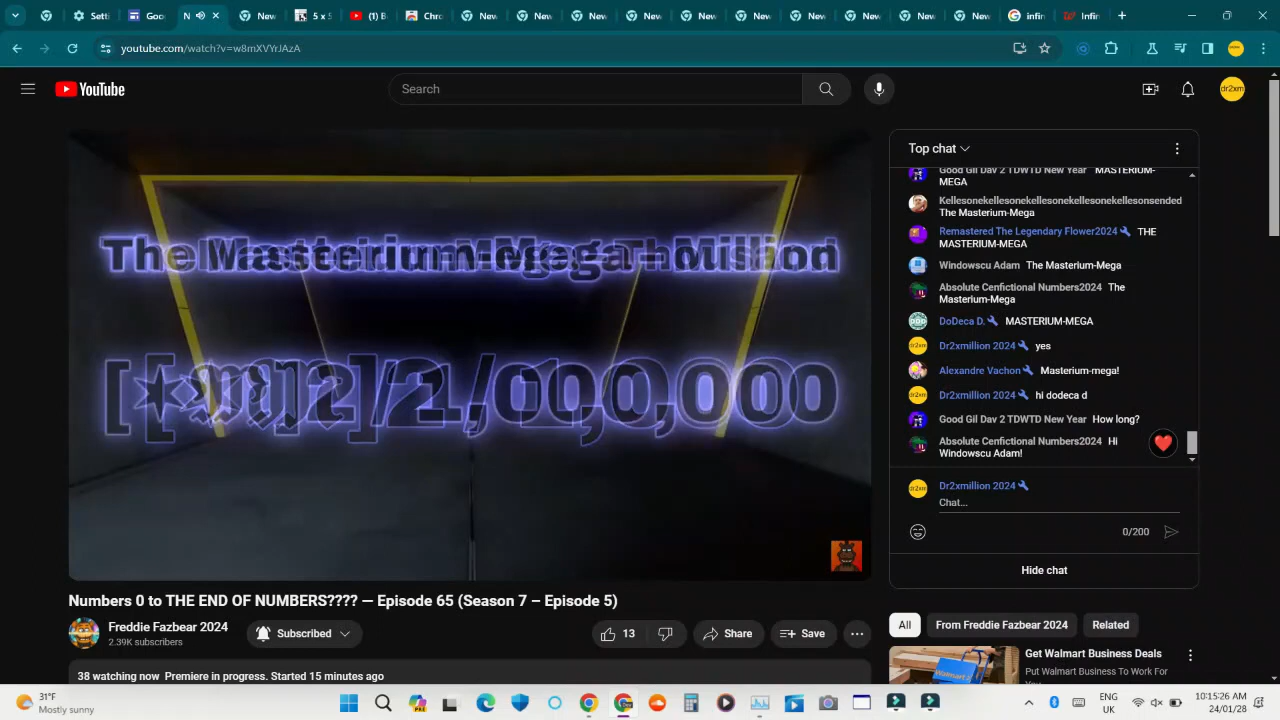 Setti
Goo
N
New
5 x 5
(1) B
Chro
New
New
New
New
New
New
New
New
New
New
infin
Infin
youtube.com/watch?v=w8mXVYrJAzA
YouTube
Search
dr2xm
The Masterium-Mega
Top chat
Good Gil Dav 2 TDWTD New Year MASTERIUM-
MEGA
Kellesonekellesonekellesonekellesonsended
The Masterium-Mega
Remastered The Legendary Flower2024 THE
MASTERIUM-MEGA
Windowscu Adam The Masterium-Mega
Absolute Cenfictional Numbers2024 The
Masterium-Mega
DoDeca D. MASTERIUM-MEGA
Dr2xmillion 2024 yes
Alexandre Vachon Masterium-mega!
Dr2xmillion 2024 hi dodeca d
Good Gil Dav 2 TDWTD New Year How long?
Absolute Cenfictional Numbers2024 Hi
Windowscu Adam!
Dr2xmillion 2024
Chat...
0/200
Hide chat
Numbers 0 to THE END OF NUMBERS???? — Episode 65 (Season 7 – Episode 5)
Freddie Fazbear 2024
2.39K subscribers
Subscribed
13
Share
Save
38 watching now Premiere in progress. Started 15 minutes ago
All
From Freddie Fazbear 2024
Related
Get Walmart Business Deals
Put Walmart Business To Work For
31°F
Mostly sunny
ENG
UK
10:15:26 AM
24/01/28